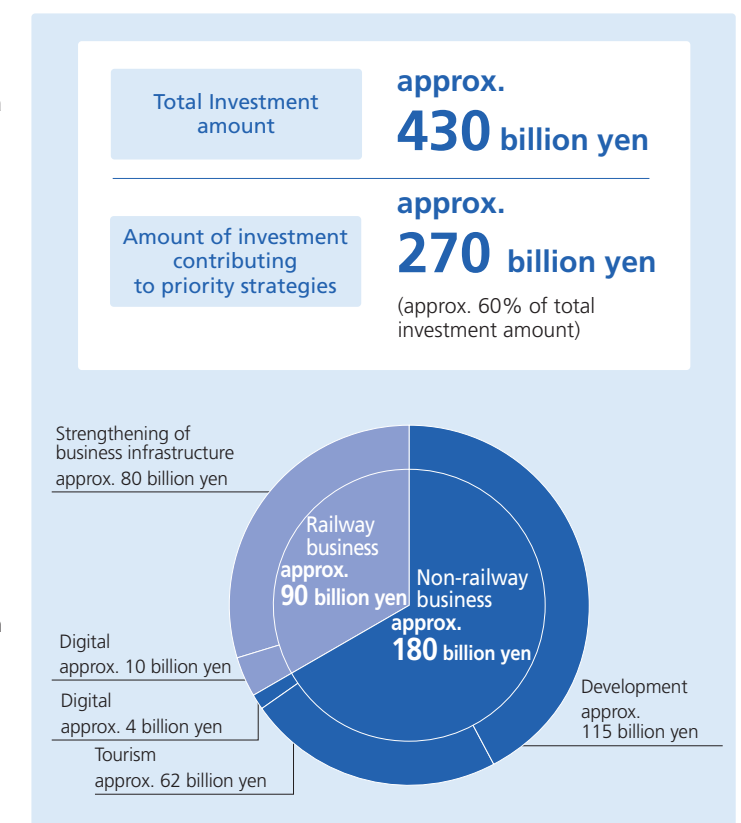 Total Investment
amount
approx.
430 billion yen
Amount of investment
contributing
to priority strategies
approx.
270 billion yen
(approx. 60% of total
investment amount)
Strengthening of
business infrastructure
approx. 80 billion yen
Railway
business
approx.
90 billion yen
Non-railway
business
approx.
180 billion yen
Digital
approx. 10 billion yen
Digital
approx. 4 billion yen
Tourism
approx. 62 billion yen
Development
approx.
115 billion yen